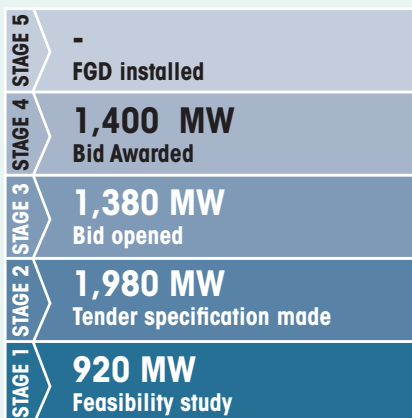 STAGE 5
-
FGD installed
STAGE 4
1,400 MW
Bid Awarded
STAGE 3
1,380 MW
Bid opened
STAGE 2
1,980 MW
Tender specification made
STAGE 1
920 MW
Feasibility study